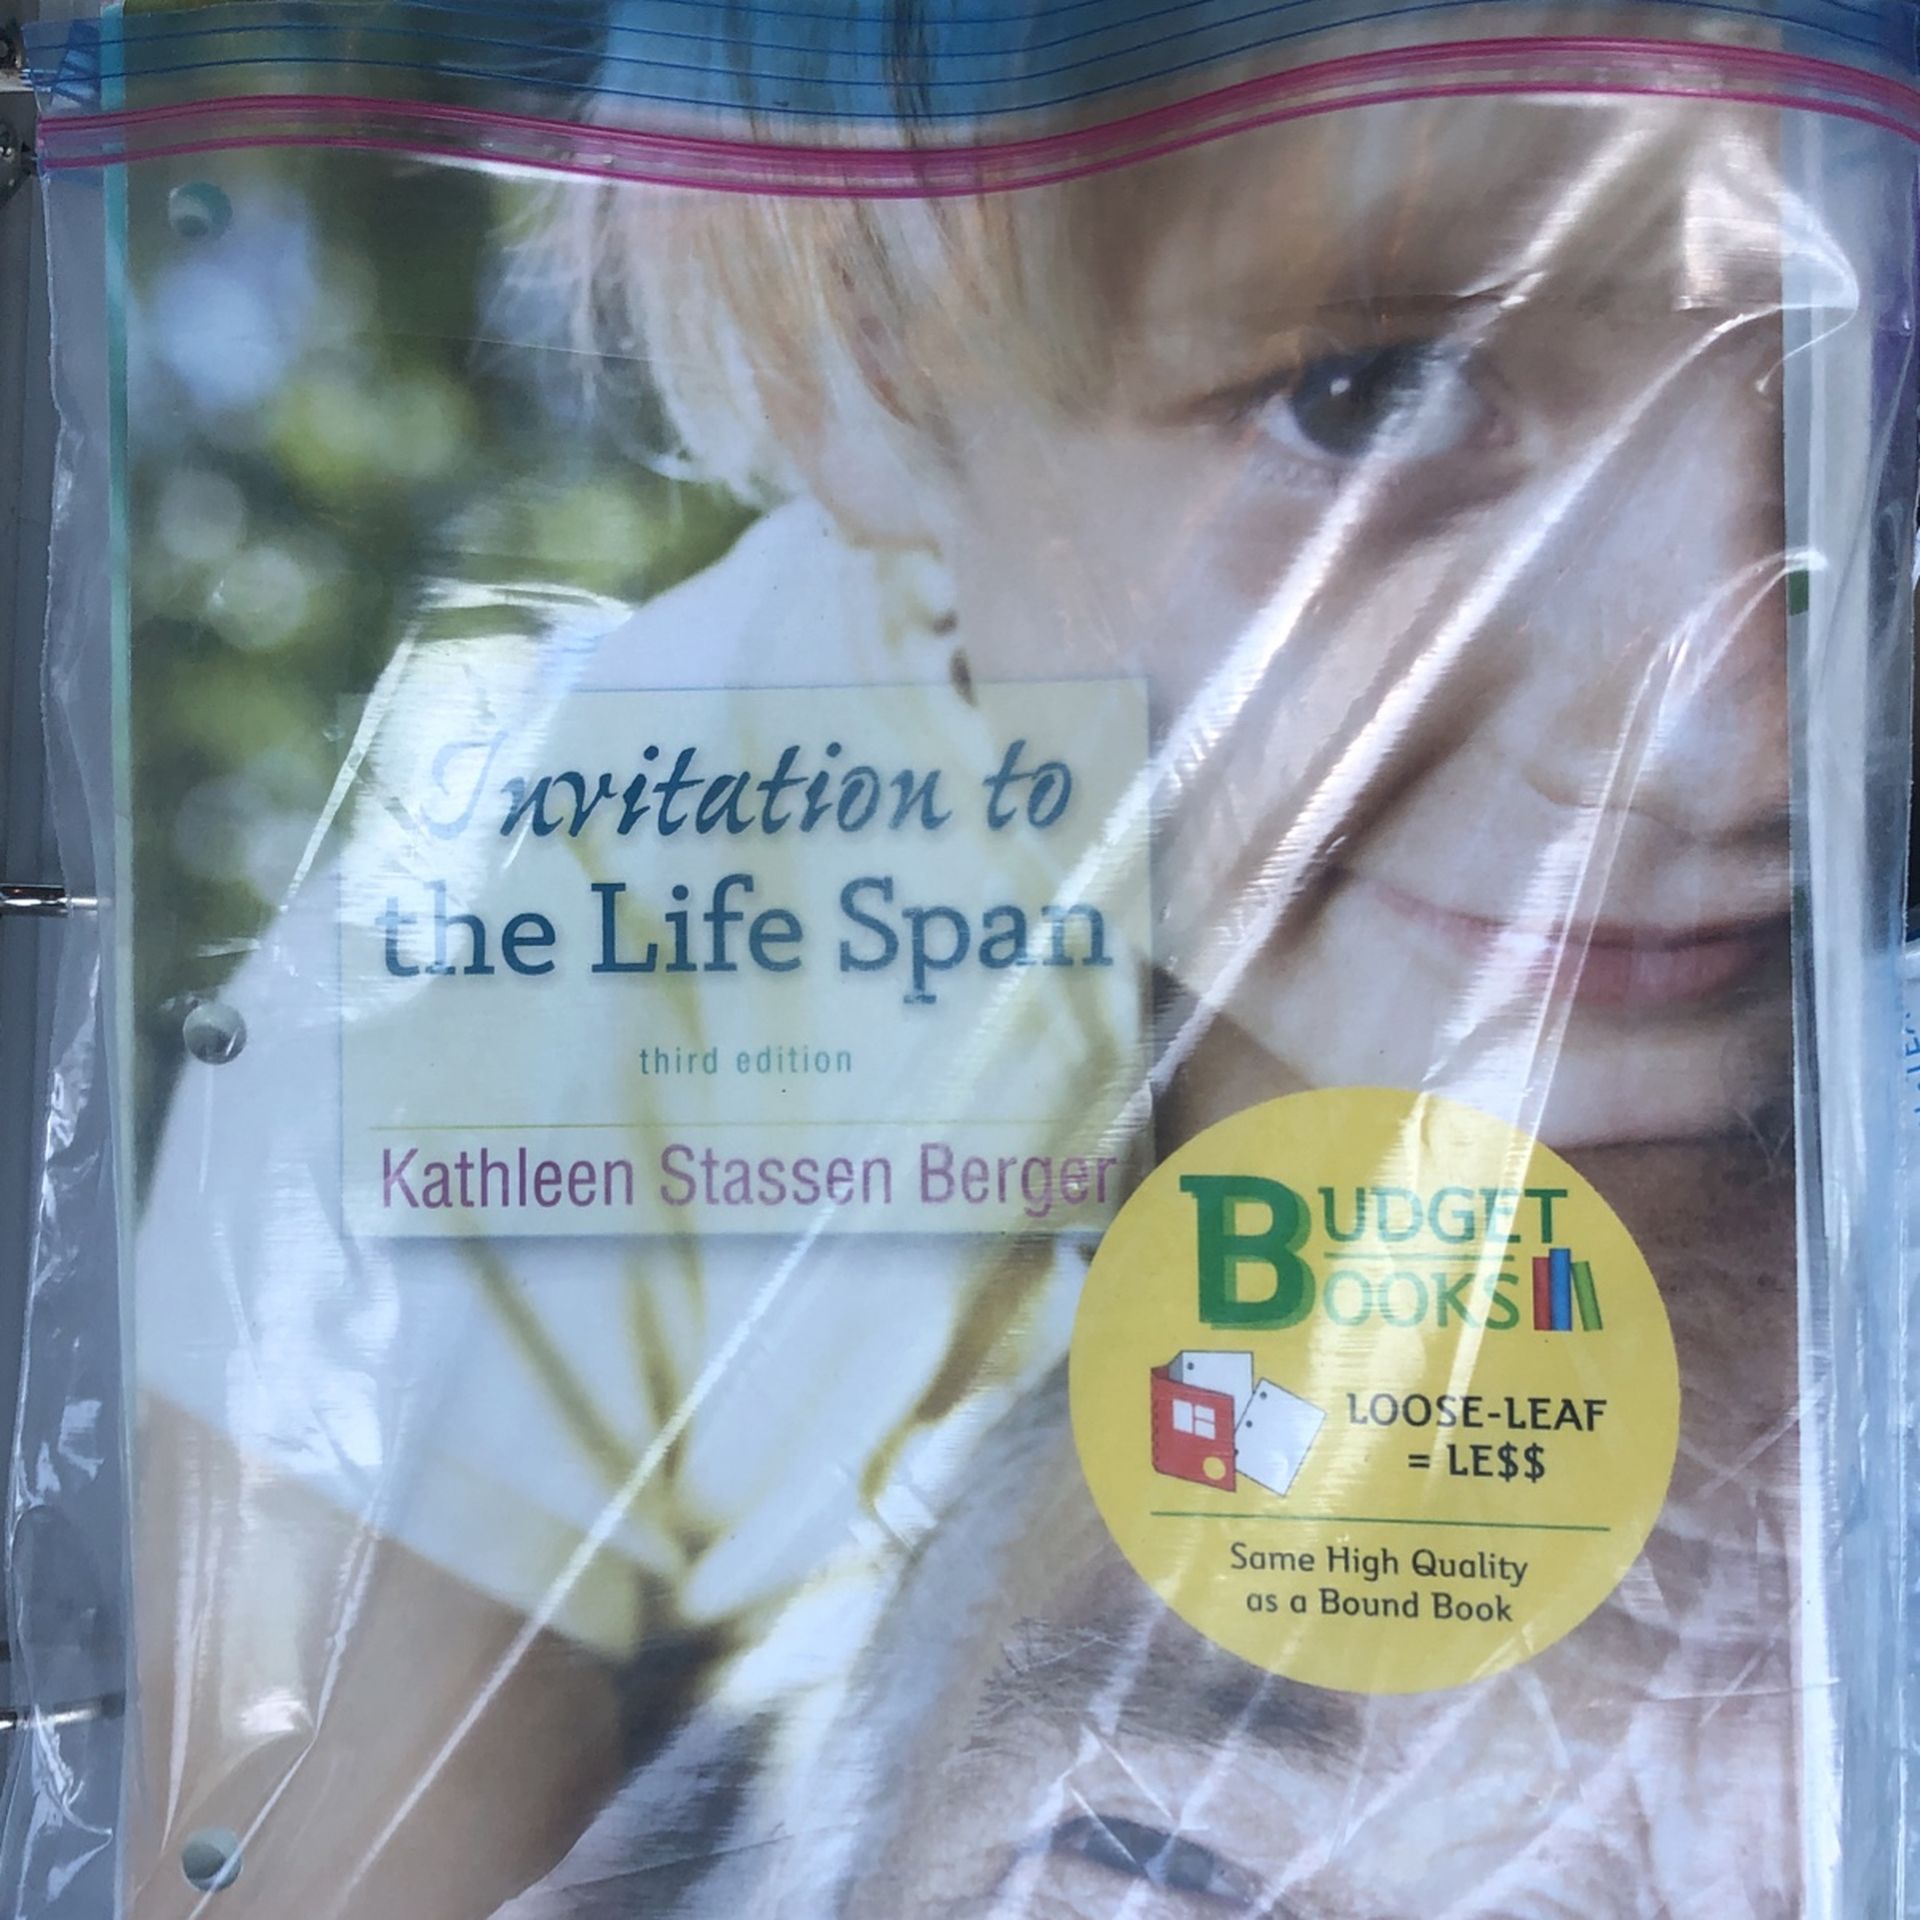 Invitation to
the Life Span
third edition
Kathleen Stassen Berger
BUDGET
BOOKS
LOOSE-LEAF
= LE$$
Same High Quality
as a Bound Book